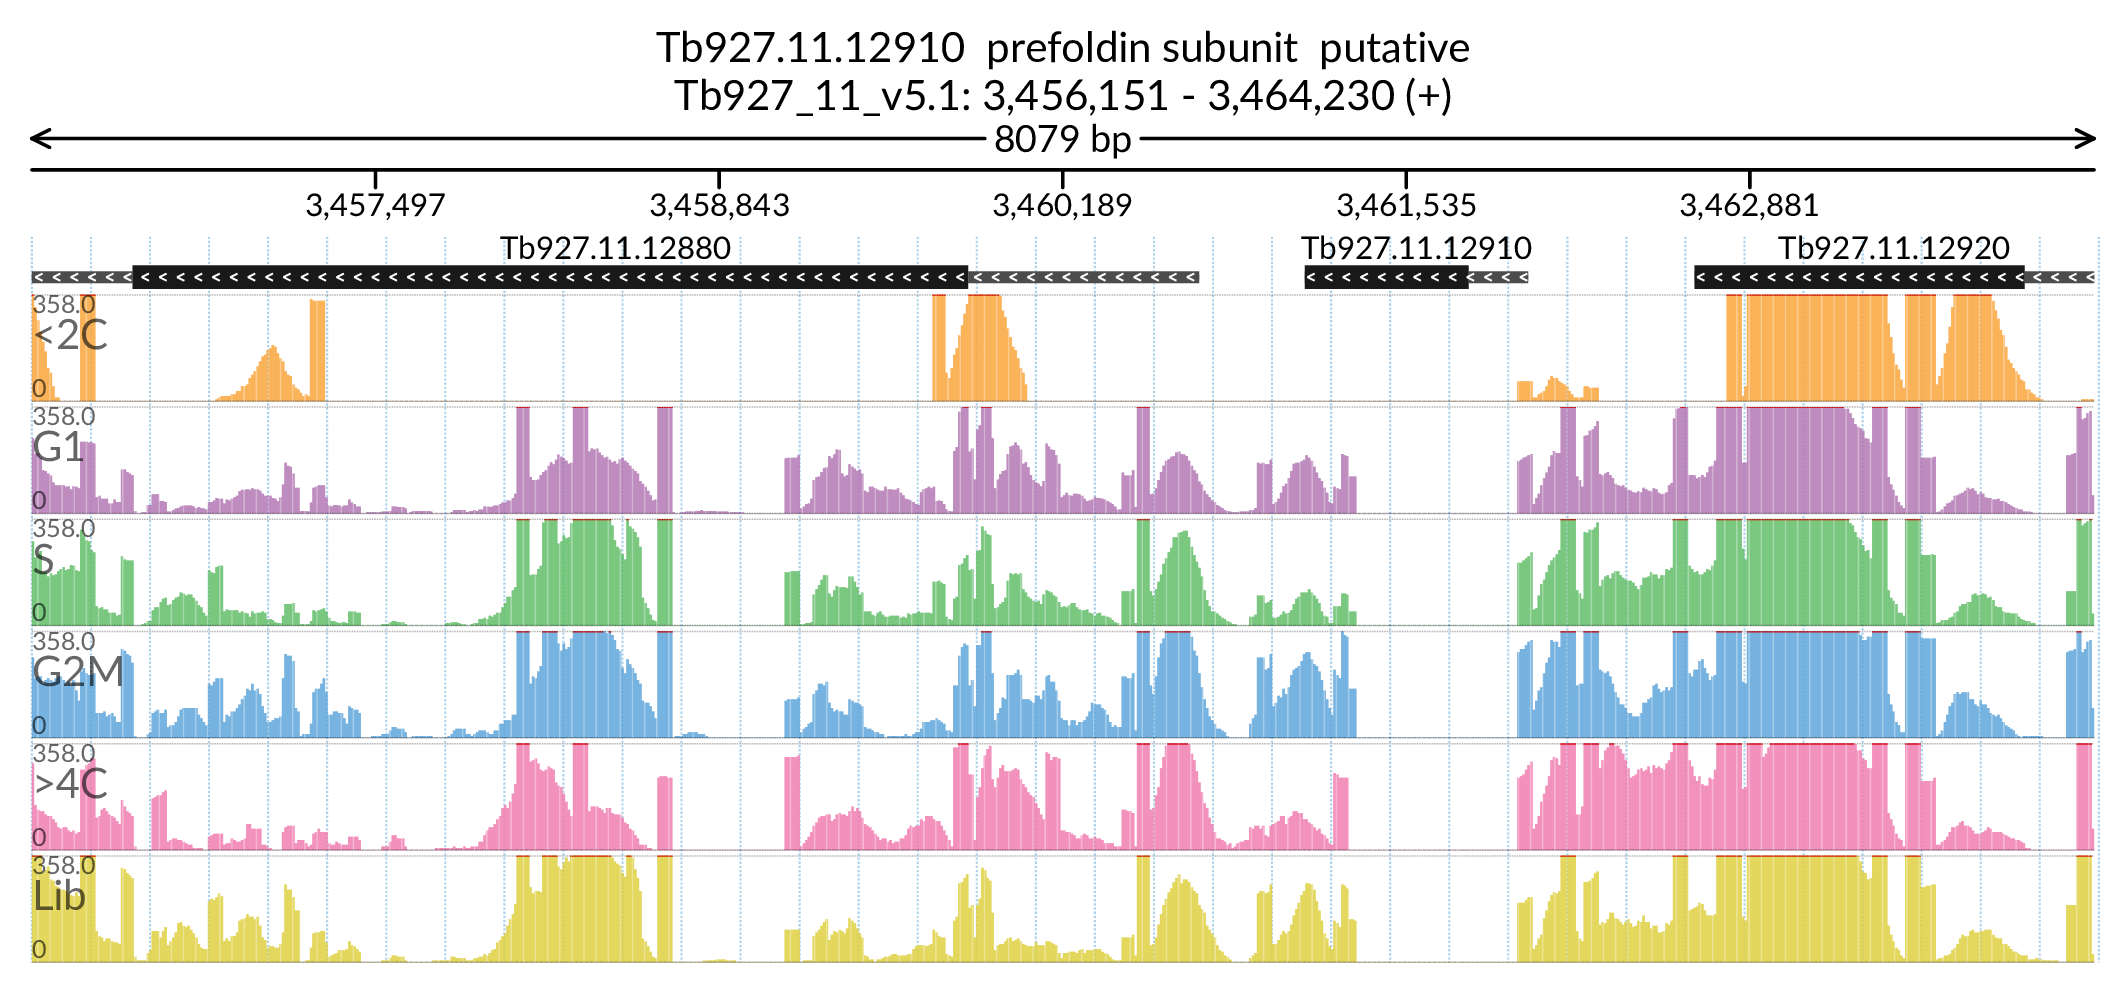 Tb927.11.12910  prefoldin subunit  putative
Tb927_11_v5.1: 3,456,151 - 3,464,230 (+)
8079 bp
3,457,497 3,458,843 3,460,189 3,461,535 3,462,881
Tb927.11.12880 Tb927.11.12910 Tb927.11.12920
358.0
<2C
0
358.0
G1
0
358.0
S
0
358.0
G2M
0
358.0
>4C
0
358.0
Lib
0